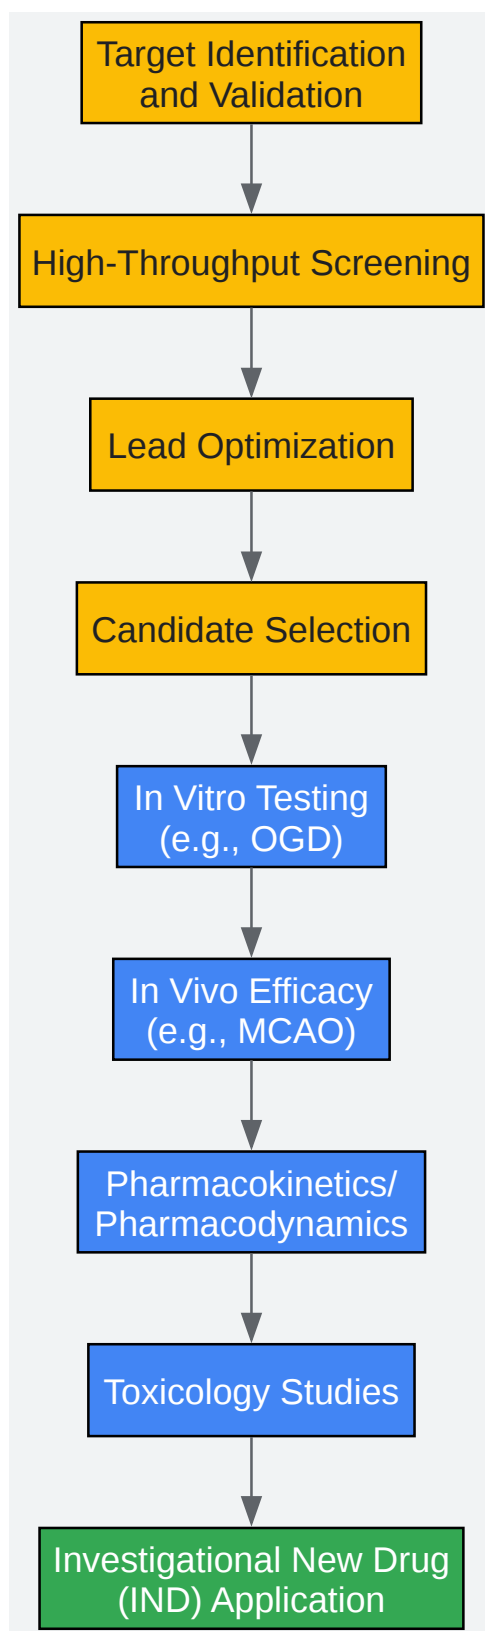 Target Identification
and Validation
High-Throughput Screening
Lead Optimization
Candidate Selection
In Vitro Testing
(e.g., OGD)
In Vivo Efficacy
(e.g., MCAO)
Pharmacokinetics/
Pharmacodynamics
Toxicology Studies
Investigational New Drug
(IND) Application